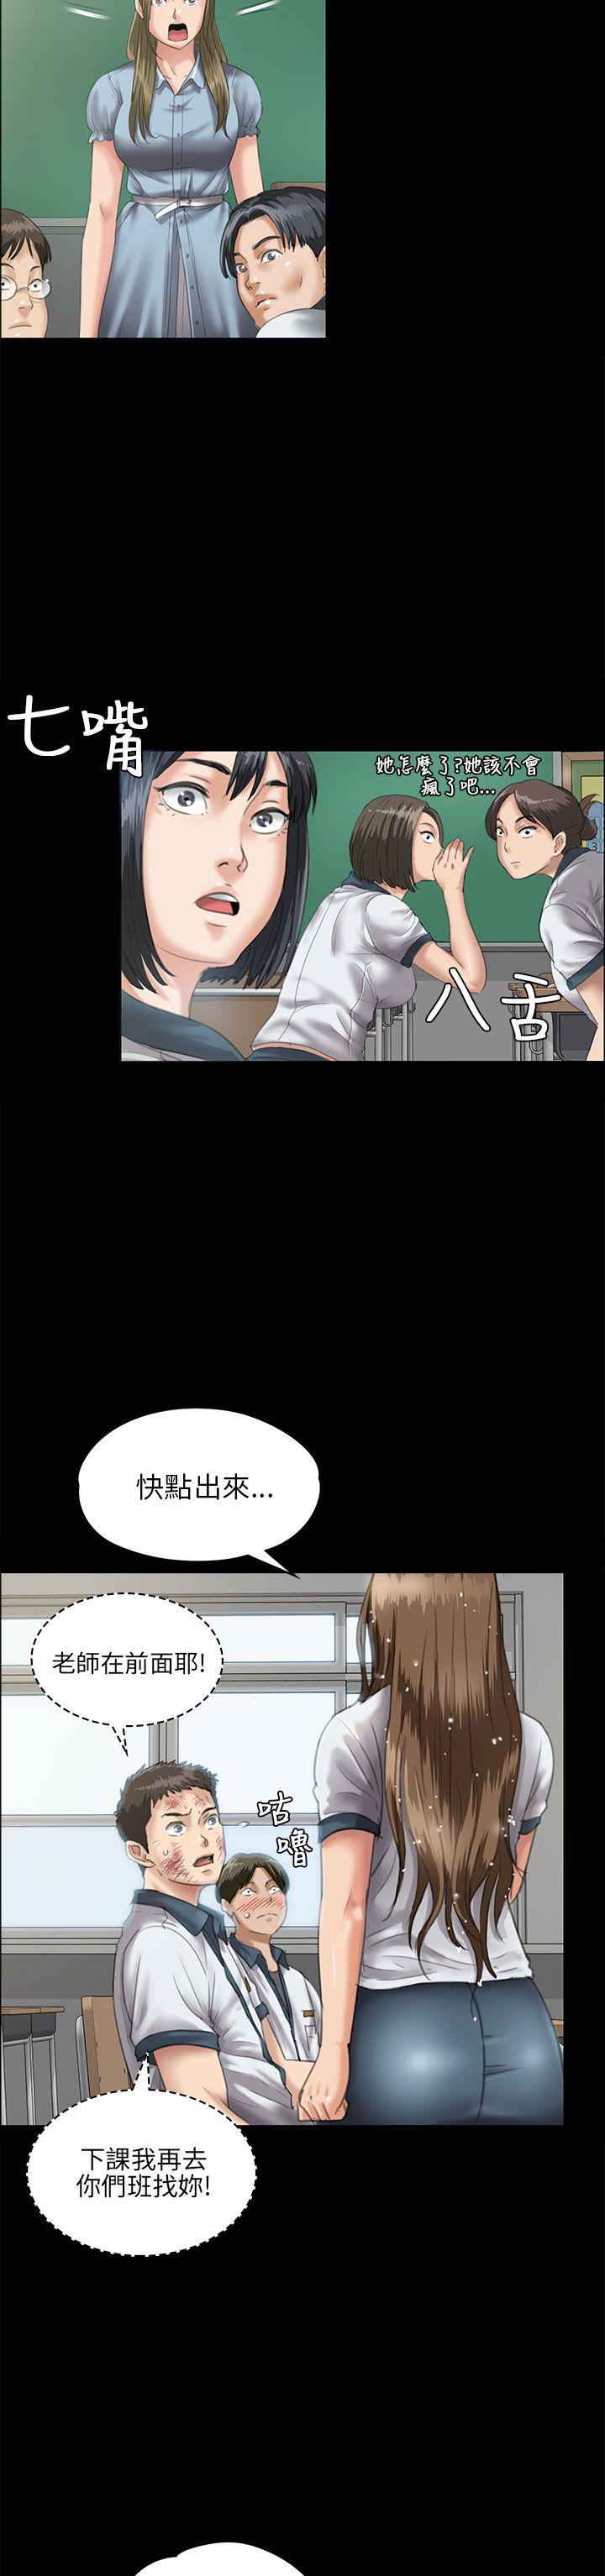 七嘴
她怎麼了?她該不會
瘋了吧...
八舌
快點出來...
老師在前面耶!
咕
嚕
下課我再去
你們班找妳!